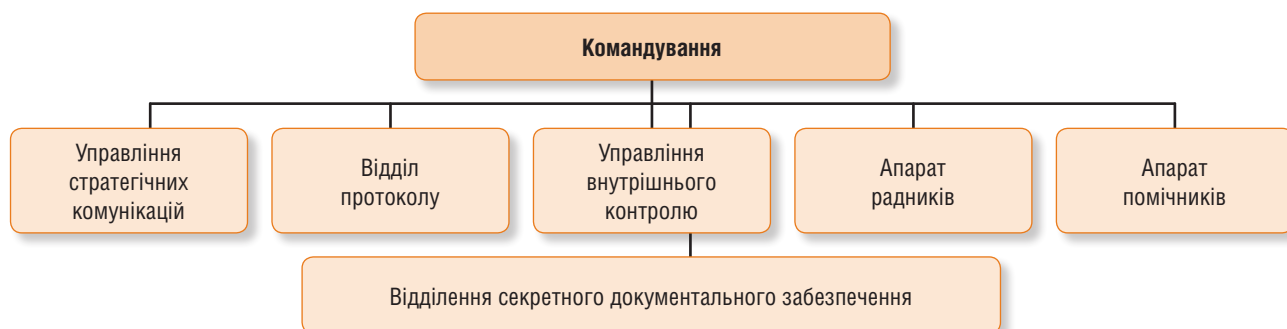 Командування
Управління
стратегічних
комунікацій
Відділ
протоколу
Управління
внутрішнього
контролю
Апарат
радників
Апарат
помічників
Відділення секретного документального забезпечення